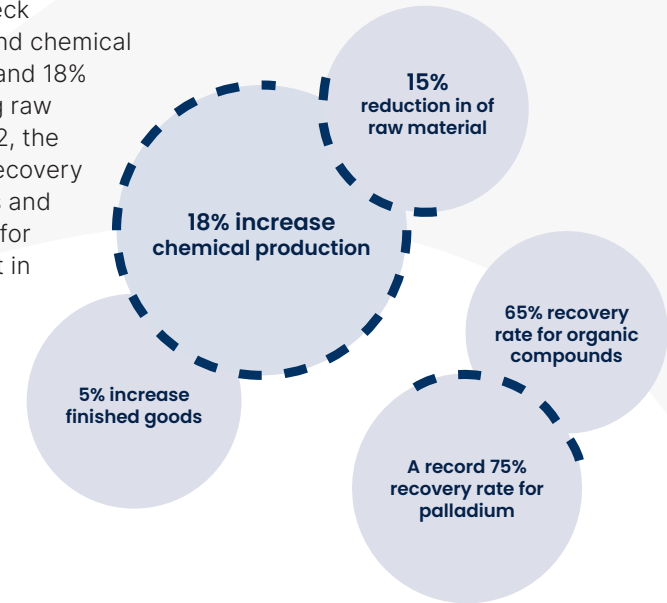 eck
nd chemical
and 18%
g raw
2, the
ecovery
s and
for
t in
15%
reduction in of
raw material
18% increase
chemical production
65% recovery
rate for organic
compounds
5% increase
finished goods
A record 75%
recovery rate for
palladium